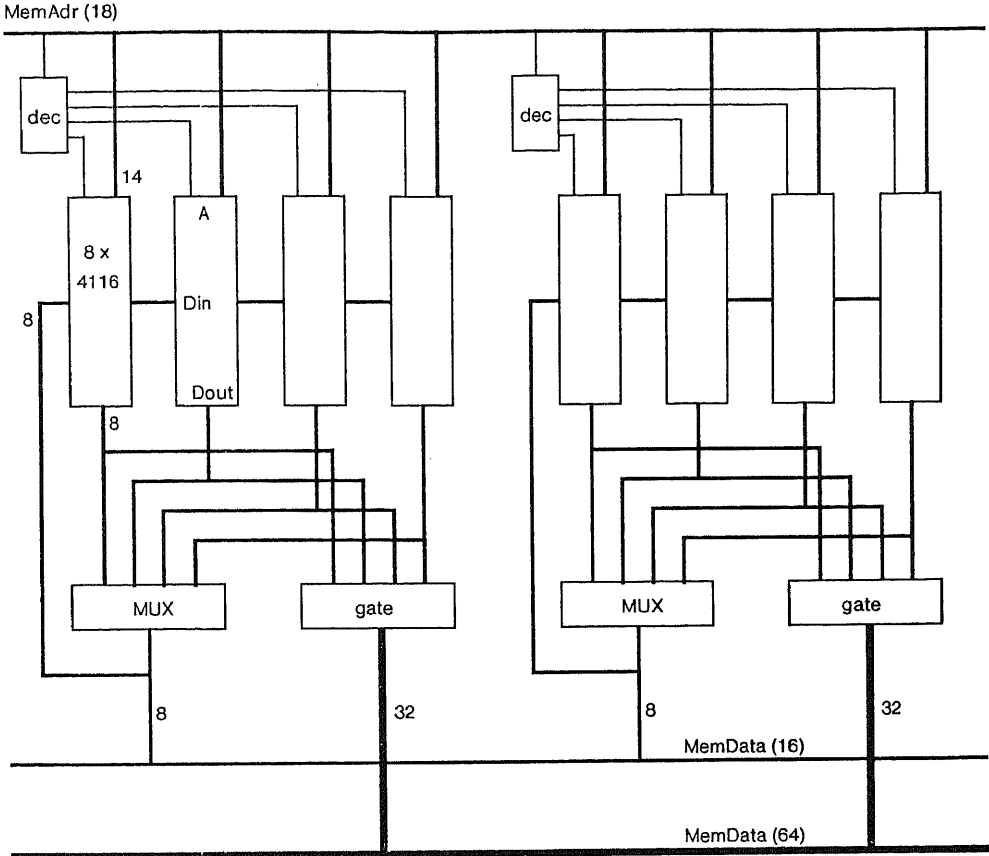 MemAdr (18)
dec
dec
14
A
8 x
4116
Din
8
Dout
8
MUX
gate
MUX
gate
8
32
8
32
MemData (16)
MemData (64)